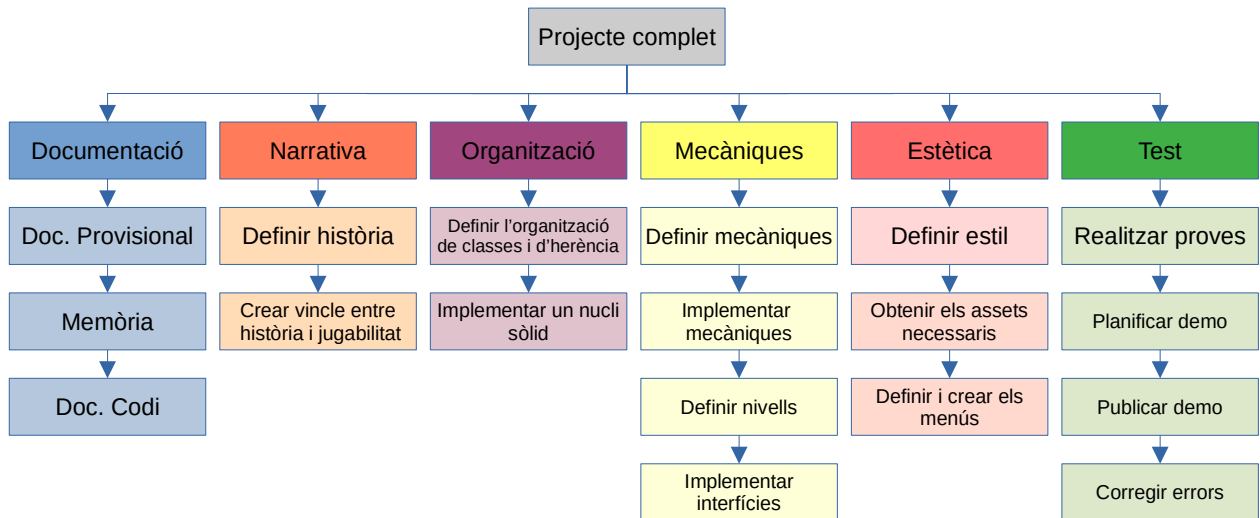 Projecte complet
Documentació
Narrativa
Organització
Mecàniques
Estètica
Test
Doc. Provisional
Definir història
Definir l’organització
de classes i d’herència
Definir mecàniques
Definir estil
Realitzar proves
Memòria
Crear vincle entre
història i jugabilitat
Implementar un nucli
sòlid
Implementar
mecàniques
Obtenir els assets
necessaris
Planificar demo
Doc. Codi
Definir nivells
Definir i crear els
menús
Publicar demo
Implementar
interfícies
Corregir errors